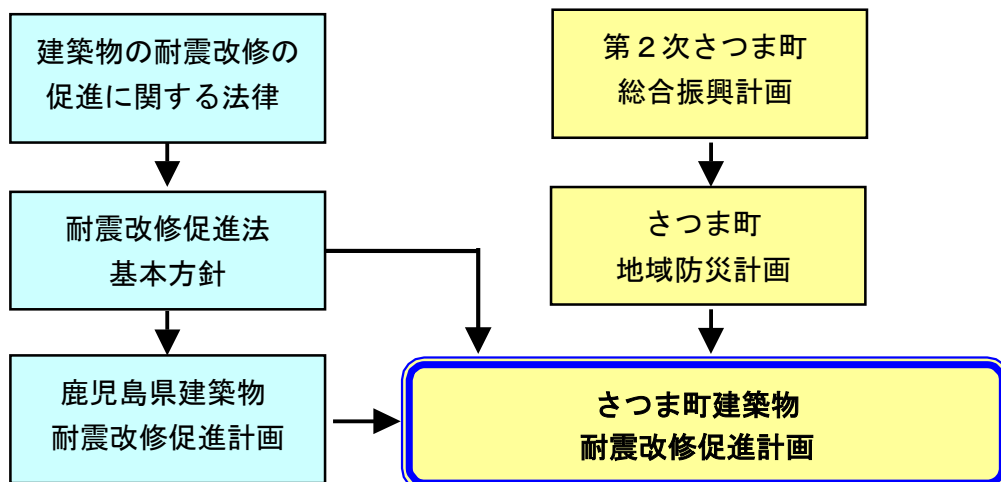 建築物の耐震改修の
促進に関する法律
第２次さつま町
総合振興計画
耐震改修促進法
基本方針
さつま町
地域防災計画
鹿児島県建築物
耐震改修促進計画
さつま町建築物
耐震改修促進計画